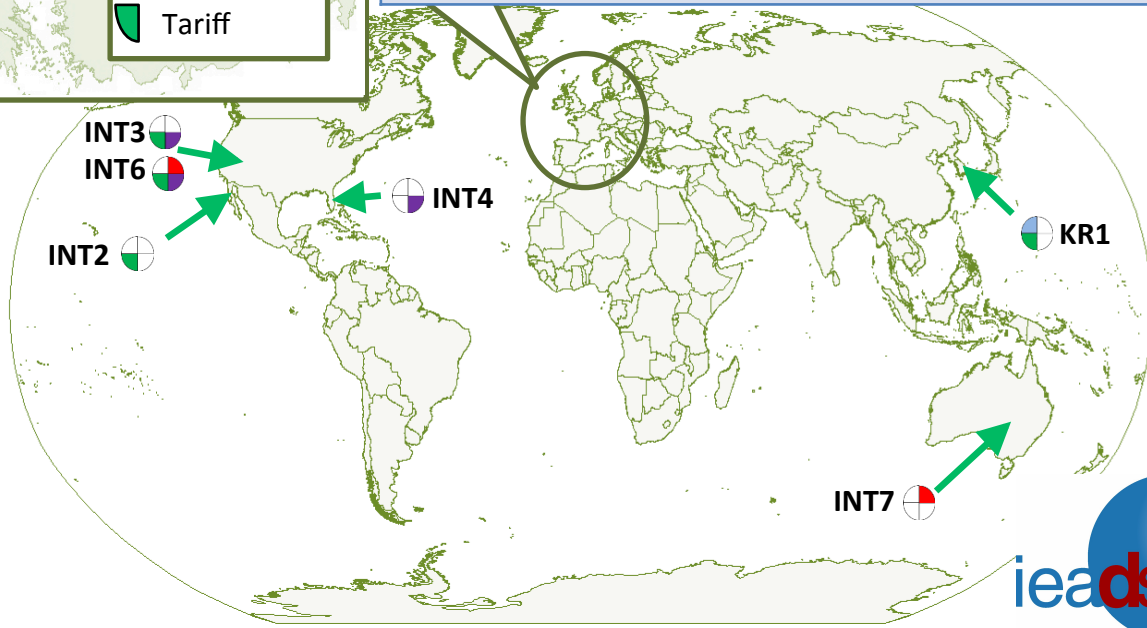 Tariff
INT3
INT6
INT4
INT2
KR1
INT7
ieads